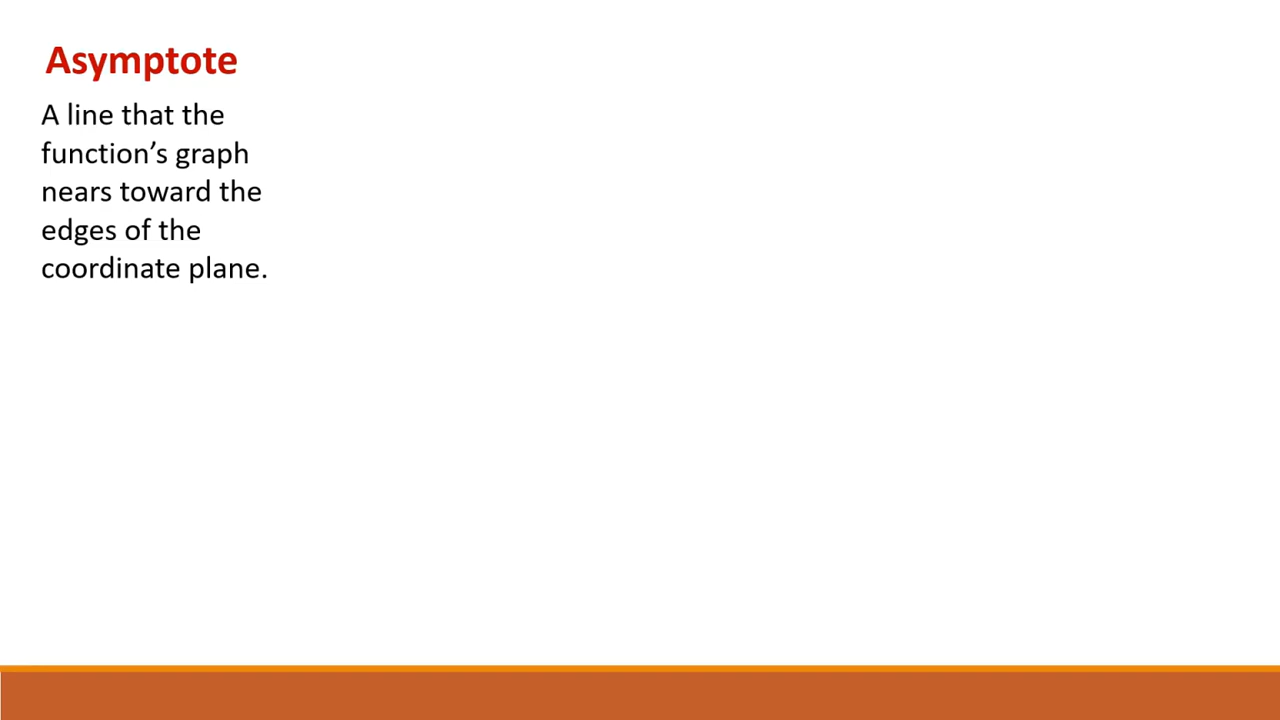 Asymptote
A line that the
function’s graph
nears toward the
edges of the
coordinate plane.